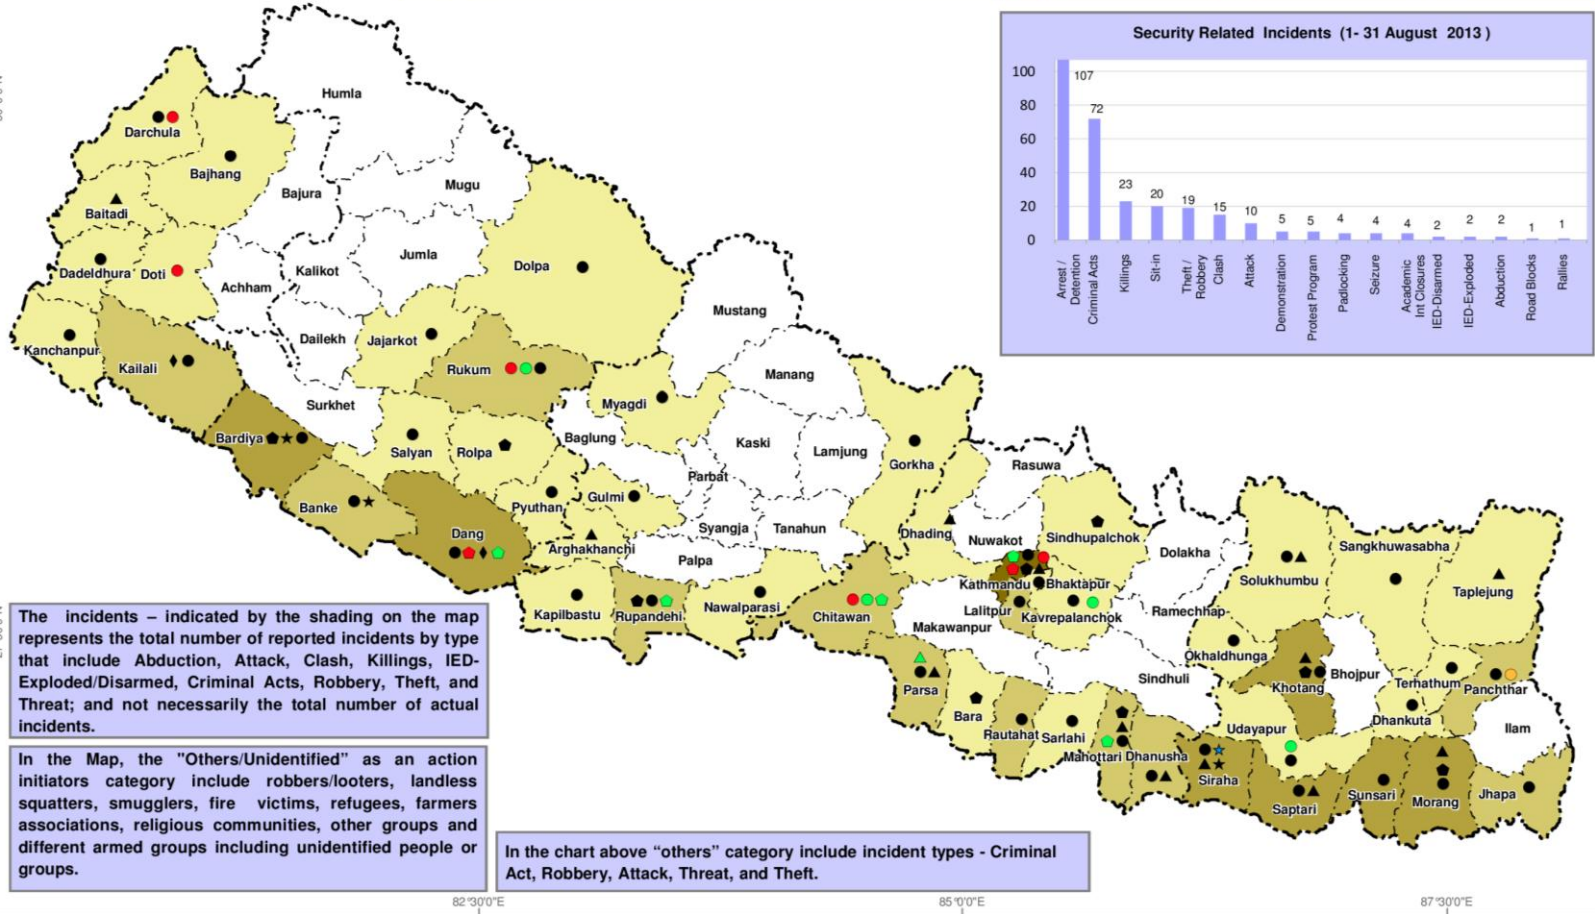 Security Related Incidents (1- 31 August 2013 )
100
80
60
40
20
0
107
72
23
20
19
15
10
5
5
4
4
4
2
2
2
1
1
Arrest /
Detention
Criminal Acts
Killings
Sit-in
Theft /
Robbery
Clash
Attack
Demonstration
Protest Program
Padlocking
Seizure
Academic
Int Closures
IED-Disarmed
IED-Exploded
Abduction
Road Blocks
Rallies
Humla
Darchula
Bajhang
Bajura
Mugu
Baitadi
Jumla
Dolpa
Dadeldhura
Doti
Kalikot
Achham
Mustang
Kanchanpur
Dailekh
Jajarkot
Kailali
Rukum
Manang
Surkhet
Myagdi
Bardiya
Baglung
Kaski
Lamjung
Salyan
Rolpa
Gorkha
Rasuwa
Parbat
Banke
Pyuthan
Gulmi
Syangja
Tanahun
Dhading
Nuwakot
Sindhupalchok
Dang
Arghakhanchi
Dolakha
Sangkhuwasabha
Palpa
Solukhumbu
Taplejung
Kathmandu
Bhaktapur
Kapilbastu
Rupandehi
Nawalparasi
Chitawan
Lalitpur
Kavrepalanchok
Ramechhap
Makawanpur
Okhaldhunga
Sindhuli
Khotang
Bhojpur
Terhathum
Panchthar
Parsa
Bara
Rautahat
Sarlahi
Mahottari
Dhanusha
Udayapur
Dhankuta
Ilam
Siraha
Saptari
Sunsari
Morang
Jhapa
The incidents – indicated by the shading on the map
represents the total number of reported incidents by type
that include Abduction, Attack, Clash, Killings, IED-
Exploded/Disarmed, Criminal Acts, Robbery, Theft, and
Threat; and not necessarily the total number of actual
incidents.
In the Map, the "Others/Unidentified” as an action
initiators category include robbers/looters, landless
squatters, smugglers, fire victims, refugees, farmers
associations, religious communities, other groups and
different armed groups including unidentified people or
groups.
In the chart above “others” category include incident types - Criminal
Act, Robbery, Attack, Threat, and Theft.
82°30'0"E
85°0'0"E
87°30'0"E